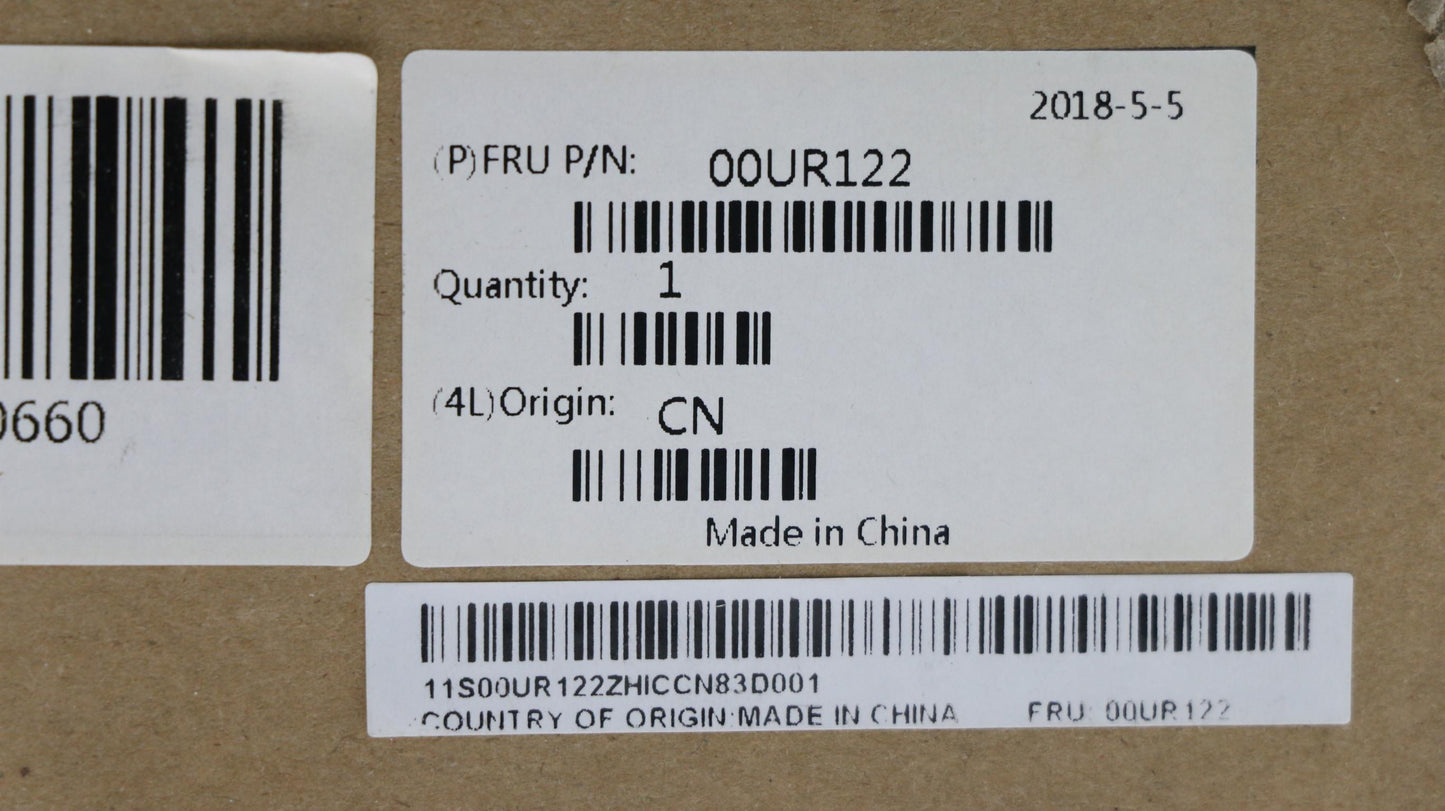 2018-5-5
(P)FRU P/N: 00UR122
Quantity: 1
(4L)Origin: CN
Made in China
0660
11S00UR122ZHICCN83D001
COUNTRY OF ORIGIN:MADE IN CHINA FRU: 00UR122